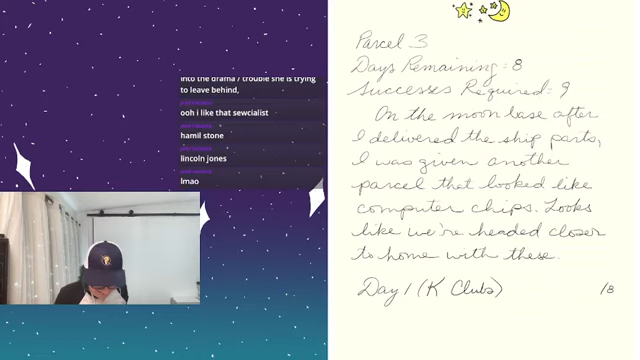 into the drama / trouble she is trying
to leave behind,
ooh i like that sewcialist
hamil stone
lincoln jones
lmao
Parcel 3
Days Remaining = 8
Successes Required = 9
On the moon base after
I delivered the ship parts,
I was given another
parcel that looked like
computer chips. Looks
like we're headed closer
to home with these.
Day 1 (K Clubs)
18